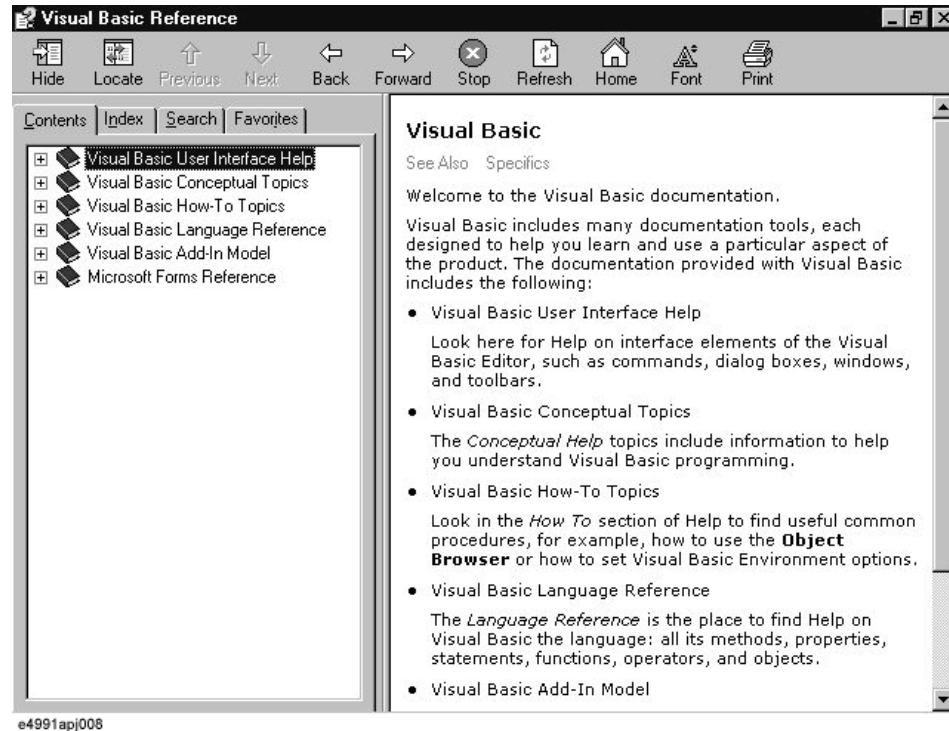 Visual Basic Reference
Hide Locate Previous Next Back Forward Stop Refresh Home Font Print
Contents Index Search Favorites
Visual Basic User Interface Help
Visual Basic Conceptual Topics
Visual Basic How-To Topics
Visual Basic Language Reference
Visual Basic Add-In Model
Microsoft Forms Reference
Visual Basic
See Also Specifics
Welcome to the Visual Basic documentation.
Visual Basic includes many documentation tools, each
designed to help you learn and use a particular aspect of
the product. The documentation provided with Visual Basic
includes the following:
• Visual Basic User Interface Help
Look here for Help on interface elements of the Visual
Basic Editor, such as commands, dialog boxes, windows,
and toolbars.
• Visual Basic Conceptual Topics
The Conceptual Help topics include information to help
you understand Visual Basic programming.
• Visual Basic How-To Topics
Look in the How To section of Help to find useful common
procedures, for example, how to use the Object
Browser or how to set Visual Basic Environment options.
• Visual Basic Language Reference
The Language Reference is the place to find Help on
Visual Basic the language: all its methods, properties,
statements, functions, operators, and objects.
• Visual Basic Add-In Model
e4991apj008